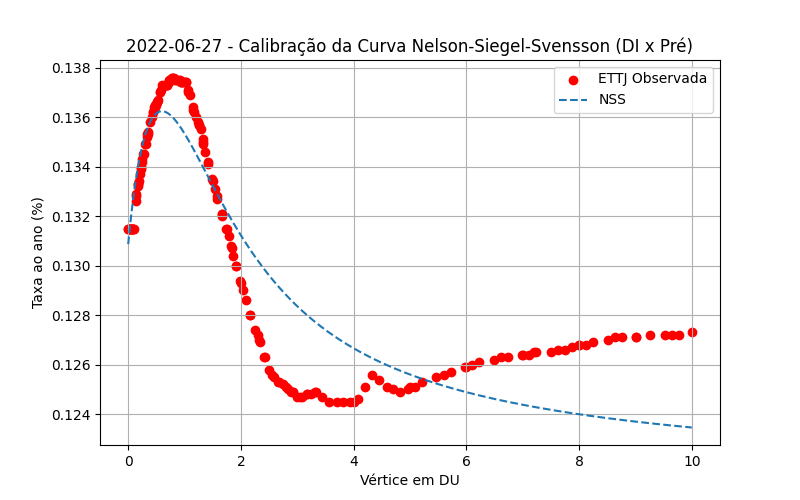 2022-06-27 - Calibração da Curva Nelson-Siegel-Svensson (DI x Pré)
ETTJ Observada
NSS
Taxa ao ano (%)
0.138
0.136
0.134
0.132
0.130
0.128
0.126
0.124
0 2 4 6 8 10
Vértice em DU